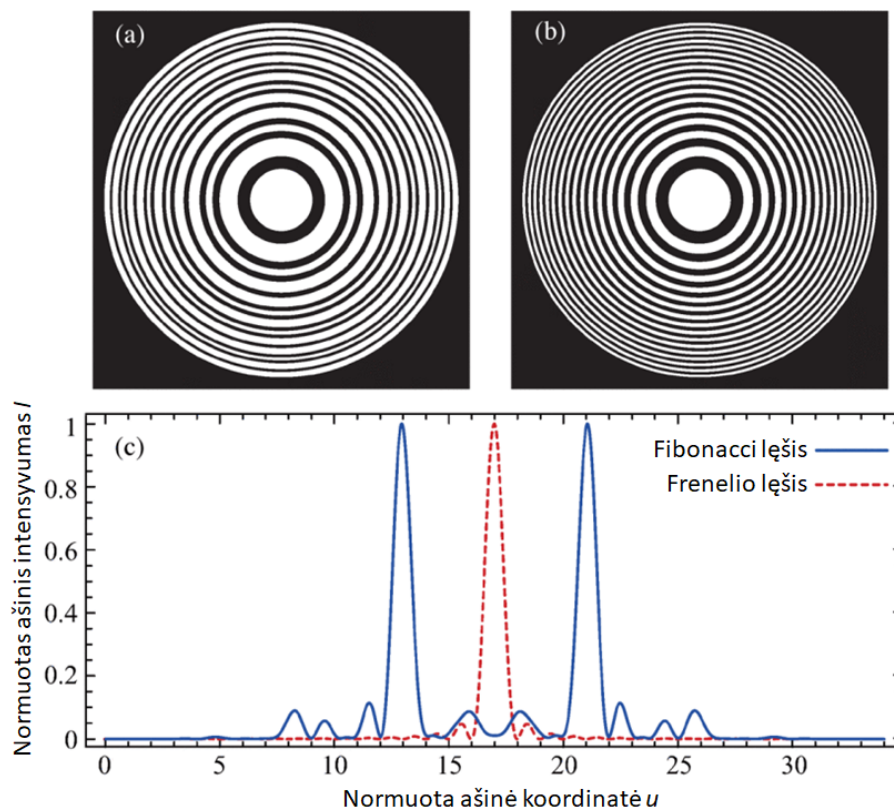 (a)
(b)
(c)
Fibonacci lęšis
Frenelio lęšis
Normuotas ašinis intensyvumas I
1
0.8
0.6
0.4
0.2
0
0 5 10 15 20 25 30
Normuota ašinė koordinatė u